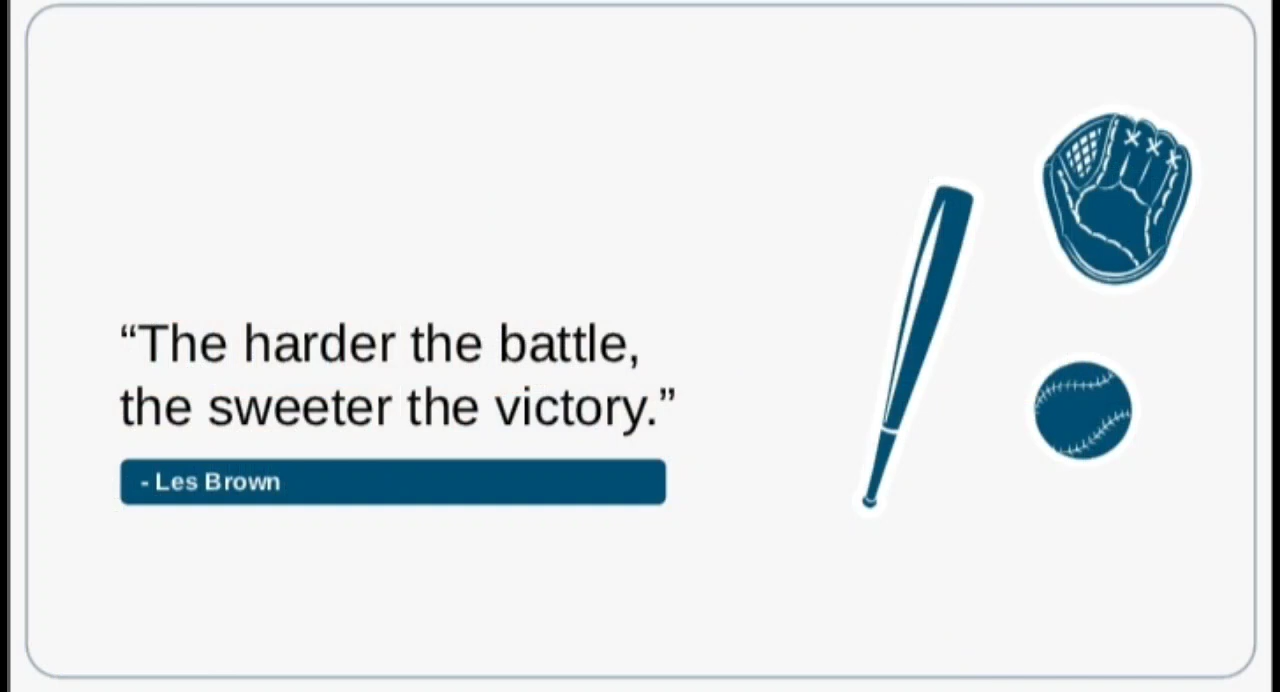 “The harder the battle,
the sweeter the victory.”
- Les Brown